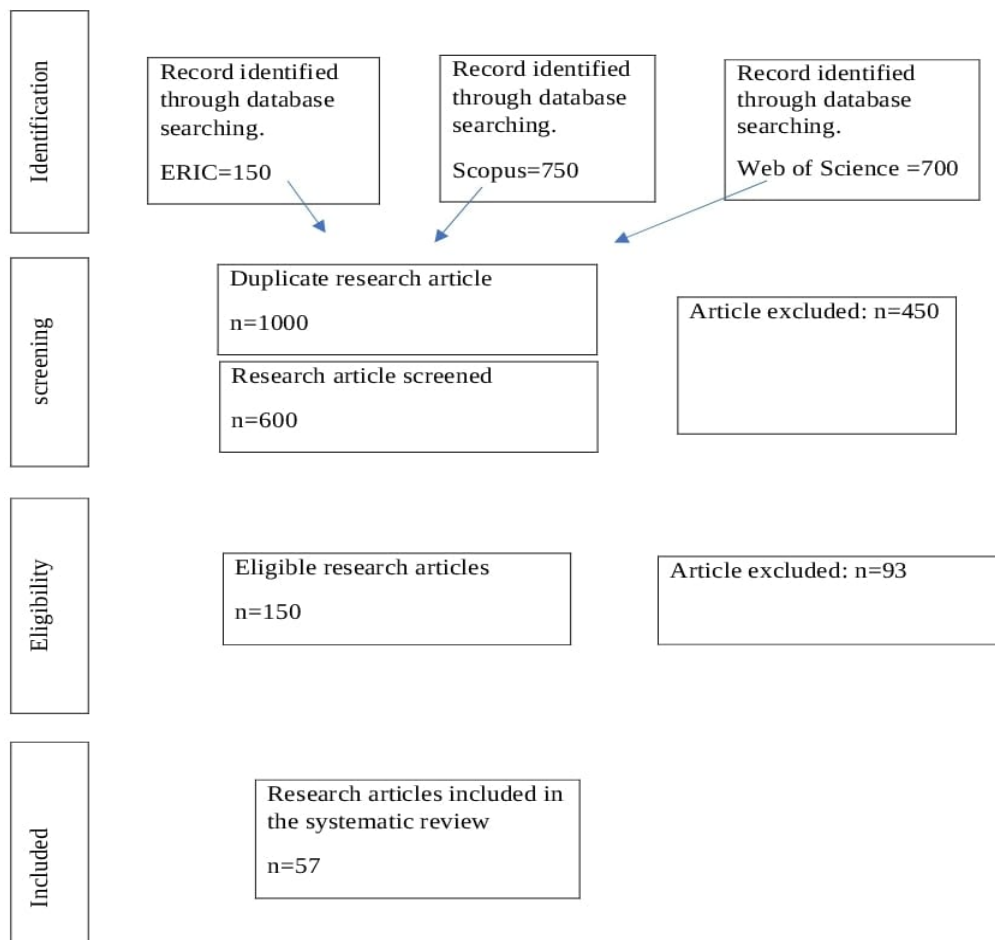 Identification
Record identified
through database
searching.
ERIC=150
Record identified
through database
searching.
Scopus=750
Record identified
through database
searching.
Web of Science =700
screening
Duplicate research article
n=1000
Research article screened
n=600
Article excluded: n=450
Eligibility
Eligible research articles
n=150
Article excluded: n=93
Included
Research articles included in
the systematic review
n=57